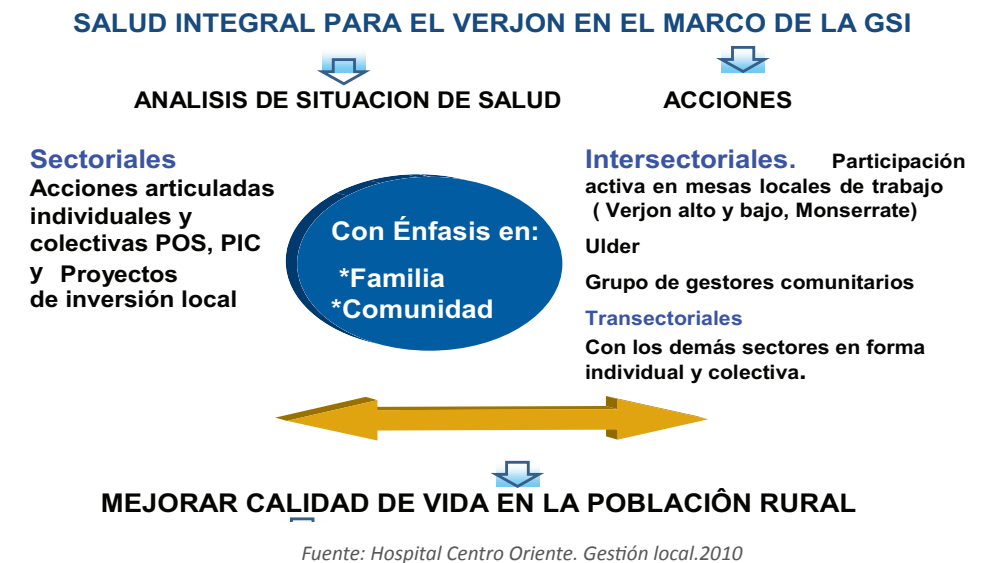 SALUD INTEGRAL PARA EL VERJON EN EL MARCO DE LA GSI
ANALISIS DE SITUACION DE SALUD
ACCIONES
Sectoriales
Acciones articuladas
individuales y
colectivas POS, PIC
y Proyectos
de inversión local
Con Énfasis en:
*Familia
*Comunidad
Intersectoriales. Participación
activa en mesas locales de trabajo
( Verjon alto y bajo, Monserrate)
Ulder
Grupo de gestores comunitarios
Transectoriales
Con los demás sectores en forma
individual y colectiva.
MEJORAR CALIDAD DE VIDA EN LA POBLACIÔN RURAL
Fuente: Hospital Centro Oriente. Gestión local.2010